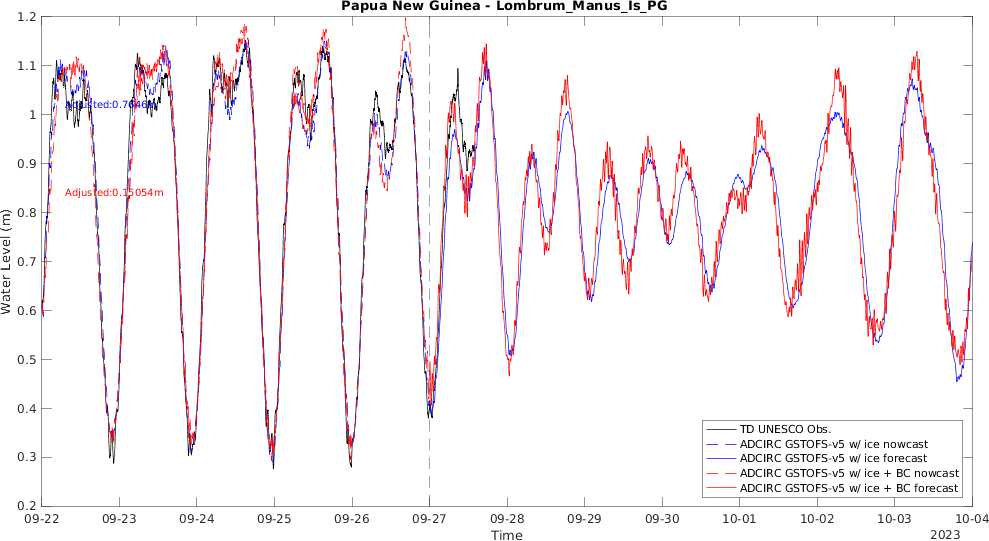 Papua New Guinea - Lombrum_Manus_Is_PG
1.2
1.1
1
0.9
0.8
0.7
0.6
0.5
0.4
0.3
0.2
Water Level (m)
Adjusted:0.7646m
Adjusted:0.15054m
TD UNESCO Obs.
ADCIRC GSTOFS-v5 w/ ice nowcast
ADCIRC GSTOFS-v5 w/ ice forecast
ADCIRC GSTOFS-v5 w/ ice + BC nowcast
ADCIRC GSTOFS-v5 w/ ice + BC forecast
09-22 09-23 09-24 09-25 09-26 09-27 09-28 09-29 09-30 10-01 10-02 10-03 10-04
Time
2023